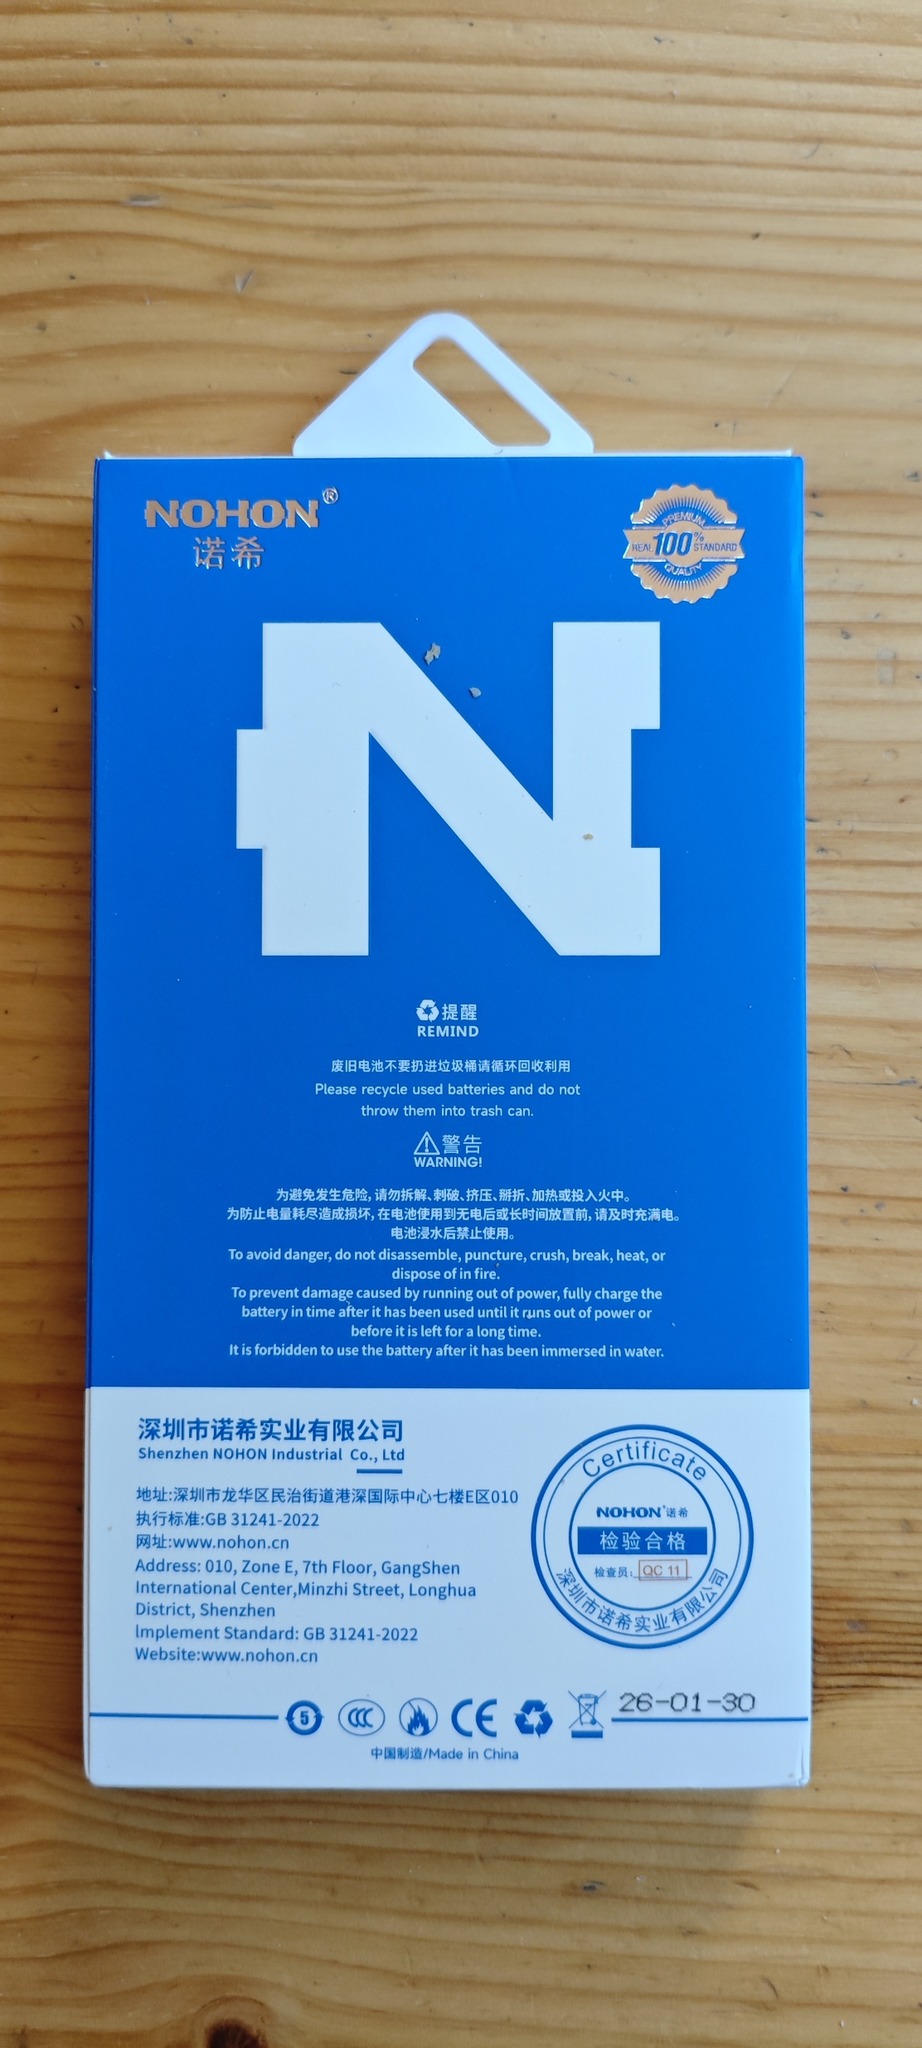 NOHON®
诺希
PREMIUM
REAL 100% STANDARD
QUALITY
N
提醒
REMIND
废旧电池不要扔进垃圾桶请循环回收利用
Please recycle used batteries and do not
throw them into trash can.
警告
WARNING!
为避免发生危险,请勿拆解、刺破、挤压、掰折、加热或投入火中。
为防止电量耗尽造成损坏,在电池使用到无电后或长时间放置前,请及时充满电。
电池浸水后禁止使用。
To avoid danger, do not disassemble, puncture, crush, break, heat, or
dispose of in fire.
To prevent damage caused by running out of power, fully charge the
battery in time after it has been used until it runs out of power or
before it is left for a long time.
It is forbidden to use the battery after it has been immersed in water.
深圳市诺希实业有限公司
Shenzhen NOHON Industrial Co., Ltd
地址:深圳市龙华区民治街道港深国际中心七楼E区010
执行标准:GB 31241-2022
网址:www.nohon.cn
Address: 010, Zone E, 7th Floor, GangShen
International Center,Minzhi Street, Longhua
District, Shenzhen
Implement Standard: GB 31241-2022
Website:www.nohon.cn
Certificate
NOHON®诺希
检验合格
检查员: QC 11
深圳市诺希实业有限公司
5 CCC CE
26-01-30
中国制造/Made in China